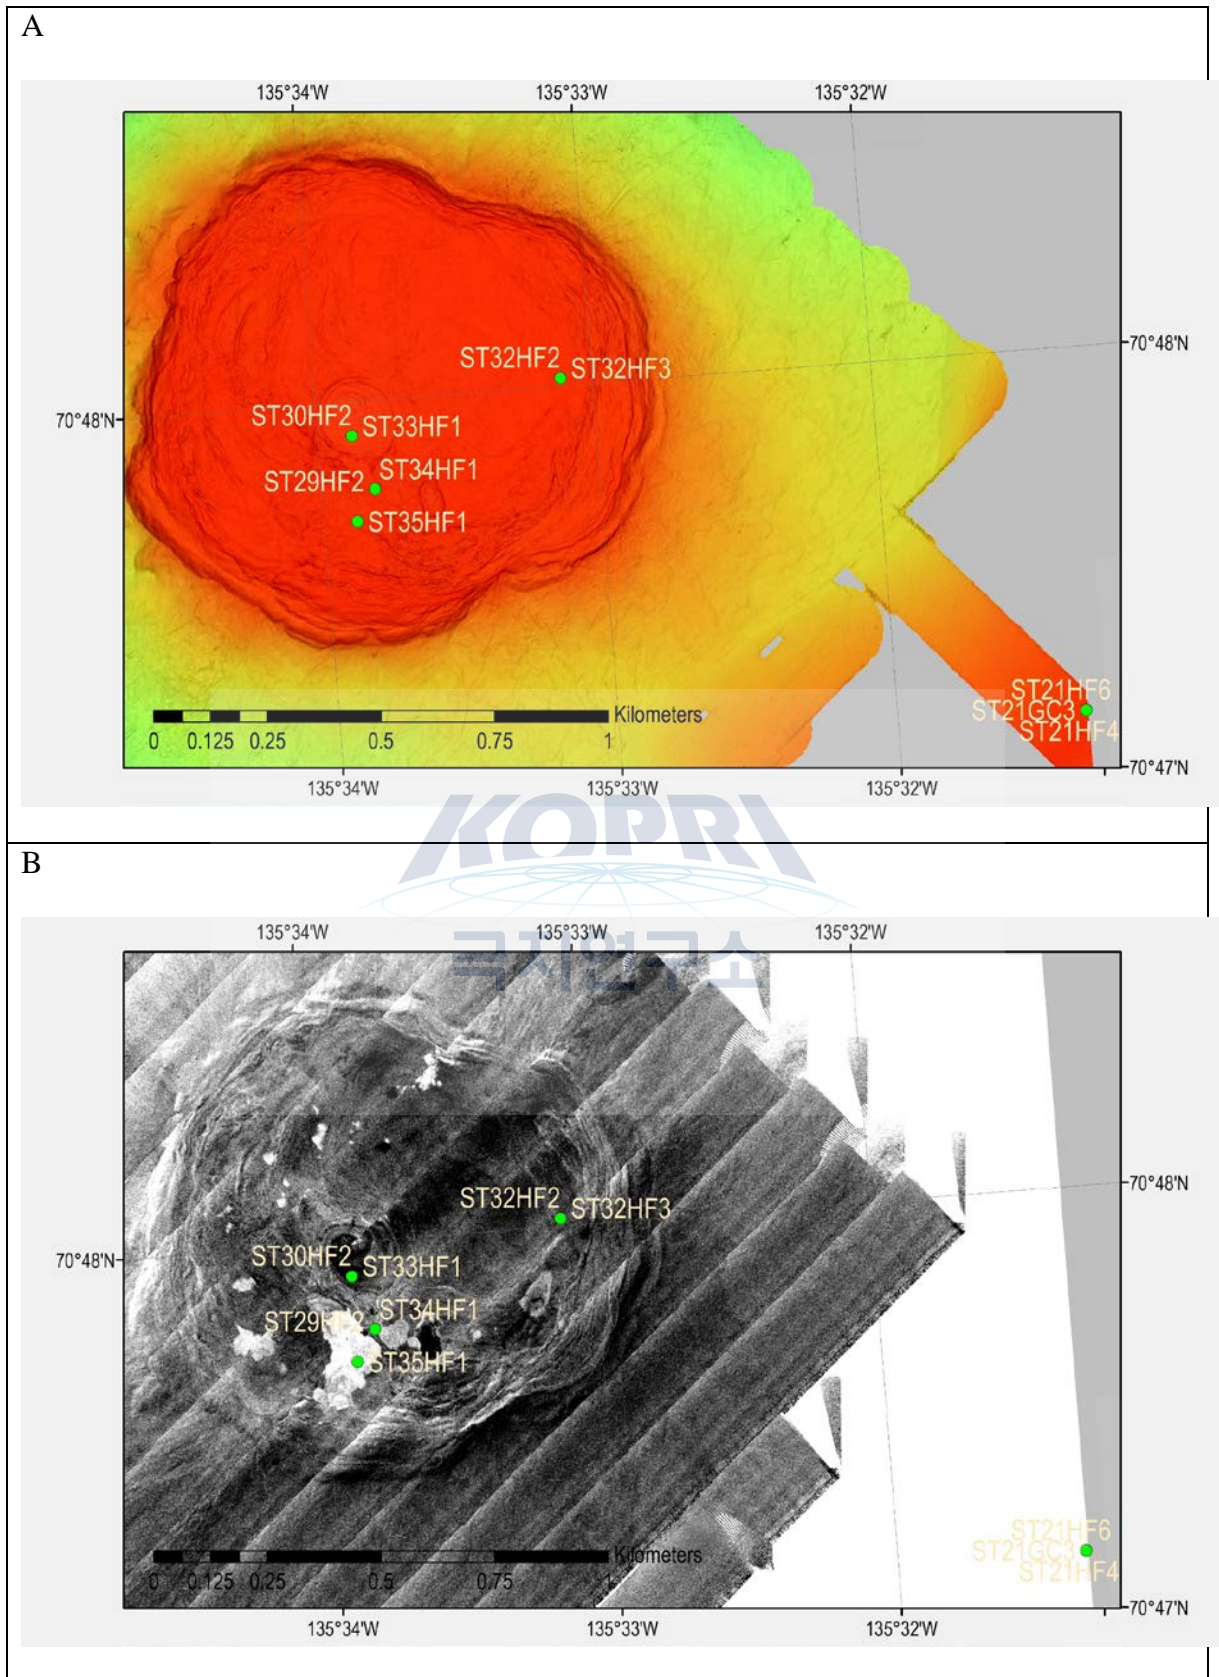 A
135°34'W 135°33'W 135°32'W
ST32HF2 ST32HF3
70°48'N
ST30HF2 ST33HF1
70°48'N
ST29HF2 ST34HF1
ST35HF1
ST21HF6
ST21GC3
ST21HF4
Kilometers
0 0.125 0.25 0.5 0.75 1
70°47'N
135°34'W 135°33'W 135°32'W
KOPRI
B
135°34'W 135°33'W 135°32'W
극지연구소
ST32HF2 ST32HF3
70°48'N
ST30HF2 ST33HF1
70°48'N
ST29HF2 ST34HF1
ST35HF1
ST21HF6
ST21GC3
ST21HF4
Kilometers
0 0.125 0.25 0.5 0.75 1
70°47'N
135°34'W 135°33'W 135°32'W